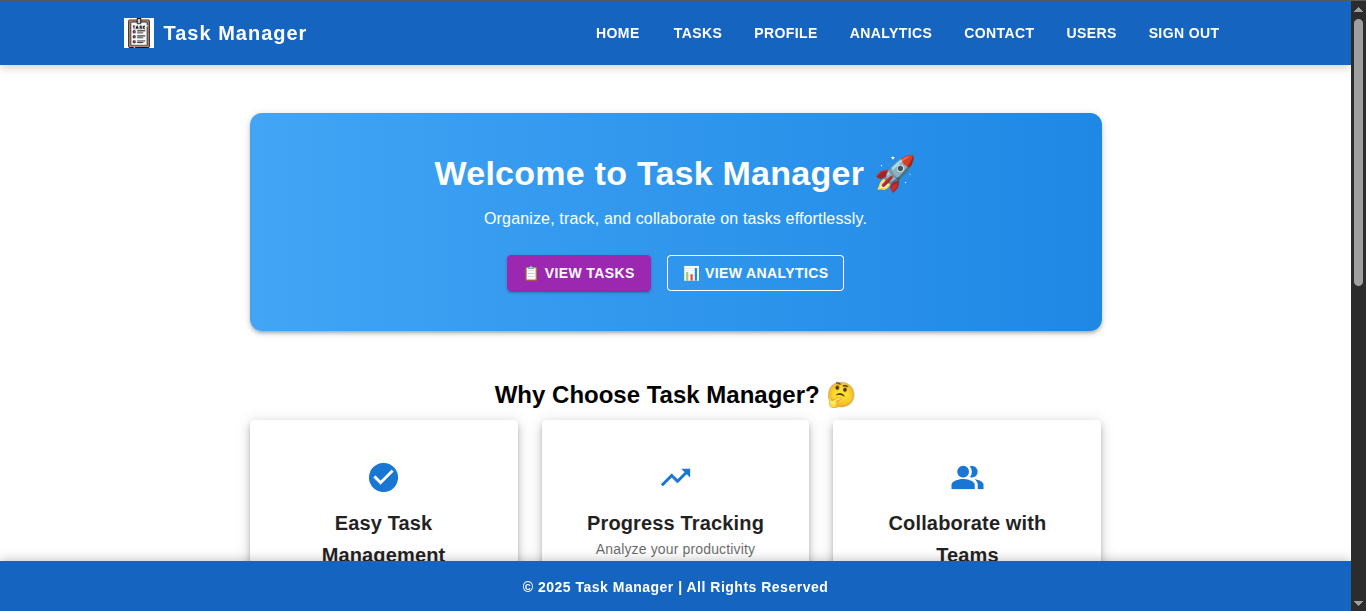 Task Manager
HOME TASKS PROFILE ANALYTICS CONTACT USERS SIGN OUT
Welcome to Task Manager 🚀
Organize, track, and collaborate on tasks effortlessly.
📋 VIEW TASKS 📊 VIEW ANALYTICS
Why Choose Task Manager? 🤔
Easy Task
Management
Progress Tracking
Analyze your productivity
Collaborate with
Teams
© 2025 Task Manager | All Rights Reserved